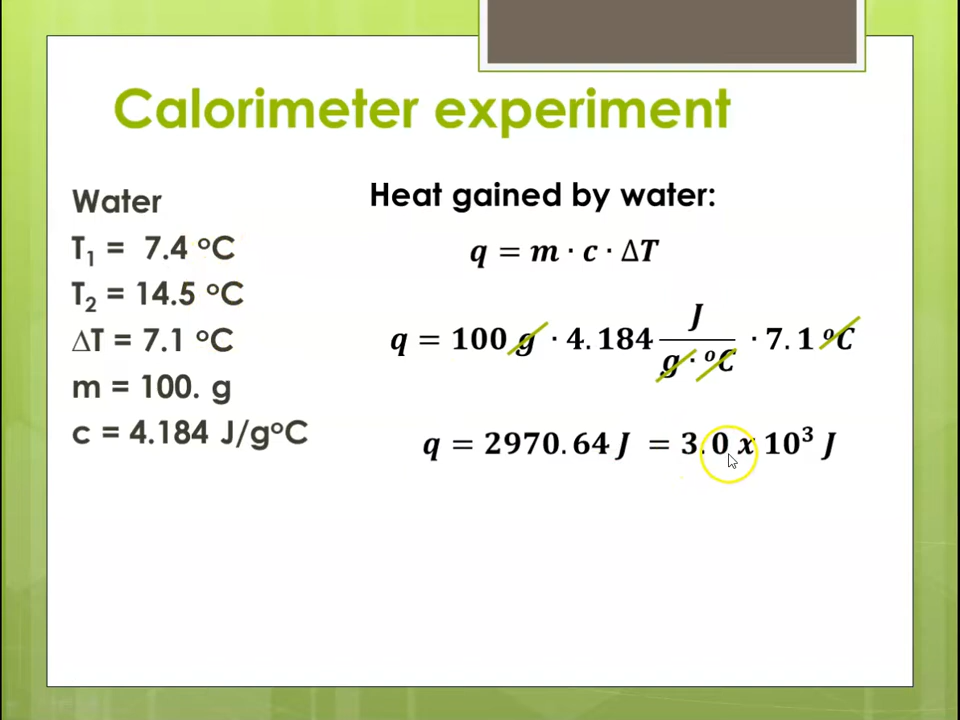 Calorimeter experiment
Water
T₁ = 7.4 °C
T₂ = 14.5 °C
∆T = 7.1 °C
m = 100. g
c = 4.184 J/g°C
Heat gained by water:
q = m · c · ∆T
q = 100 g · 4.184 J / g · °C · 7.1 °C
q = 2970.64 J = 3.0 x 10³ J